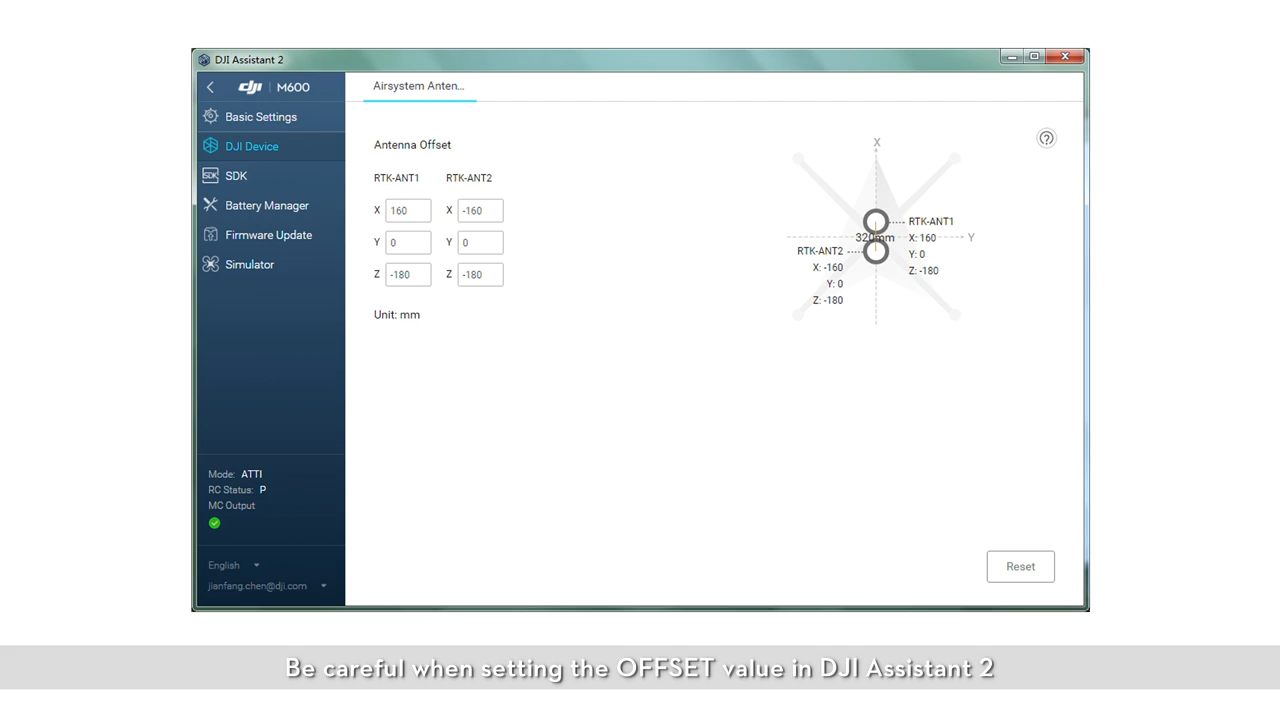 DJI Assistant 2
dji M600
Airsystem Anten...
Basic Settings
DJI Device
SDK
SDK
Battery Manager
Firmware Update
Simulator
Antenna Offset
RTK-ANT1 RTK-ANT2
X 160 X -160
Y 0 Y 0
Z -180 Z -180
Unit: mm
X
Y
320mm
RTK-ANT1
X: 160
Y: 0
Z: -180
RTK-ANT2
X: -160
Y: 0
Z: -180
Mode: ATTI
RC Status: P
MC Output
English
jianfang.chen@dji.com
Reset
Be careful when setting the OFFSET value in DJI Assistant 2